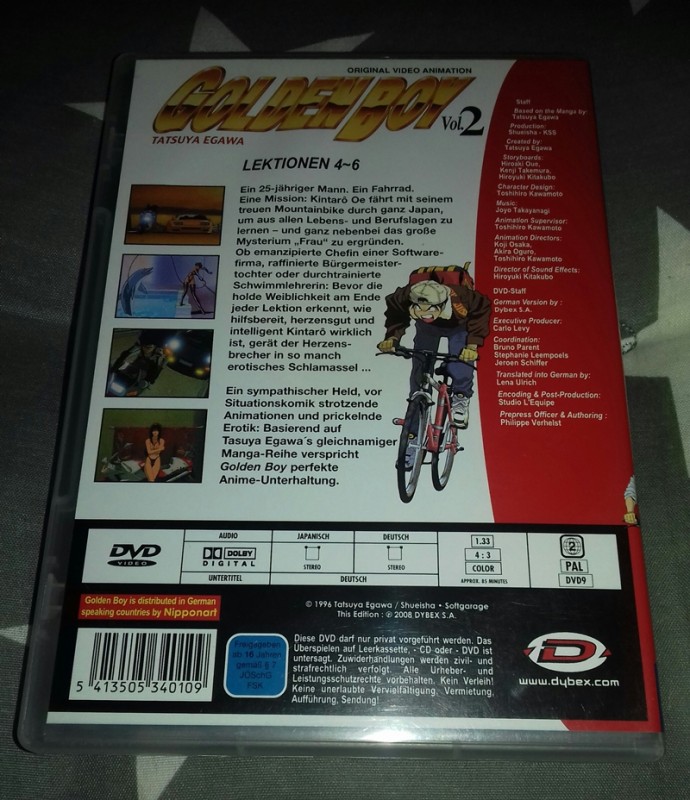 ORIGINAL VIDEO ANIMATION
GOLDEN BOY
Vol.2
TATSUYA EGAWA
LEKTIONEN 4~6
Ein 25-jähriger Mann. Ein Fahrrad.
Eine Mission: Kintarô Oe fährt mit seinem
treuen Mountainbike durch ganz Japan,
um aus allen Lebens- und Berufslagen zu
lernen – und ganz nebenbei das große
Mysterium „Frau“ zu ergründen.
Ob emanzipierte Chefin einer Software-
firma, raffinierte Bürgermeister-
tochter oder durchtrainierte
Schwimmlehrerin: Bevor die
holde Weiblichkeit am Ende
jeder Lektion erkennt, wie
hilfsbereit, herzensgut und
intelligent Kintarô wirklich
ist, gerät der Herzens-
brecher in so manch
erotisches Schlamassel ...
Ein sympathischer Held, vor
Situationskomik strotzende
Animationen und prickelnde
Erotik: Basierend auf
Tasuya Egawa´s gleichnamiger
Manga-Reihe verspricht
Golden Boy perfekte
Anime-Unterhaltung.
Staff
Based on the Manga by:
Tatsuya Egawa
Production:
Shueisha - KSS
Created by:
Tatsuya Egawa
Storyboards:
Hiroaki Oue,
Kenji Takemura,
Hiroyuki Kitakubo
Character Design:
Toshihiro Kawamoto
Music:
Joyo Takayanagi
Animation Supervisor:
Toshihiro Kawamoto
Animation Directors:
Koji Osaka,
Akira Oguro,
Toshihiro Kawamoto
Director of Sound Effects:
Hiroyuki Kitakubo
DVD-Staff
German Version by :
Dybex S.A.
Executive Producer:
Carlo Levy
Coordination:
Bruno Parent
Stephanie Leempoels
Jeroen Schiffer
Translated into German by:
Lena Ulrich
Encoding & Post-Production:
Studio L'Equipe
Prepress Officer & Authoring :
Philippe Verhelst
DVD
VIDEO
AUDIO
DOLBY
DIGITAL
UNTERTITEL
JAPANISCH
STEREO
DEUTSCH
STEREO
DEUTSCH
1.33
4 : 3
COLOR
APPROX. 85 MINUTES
2
PAL
DVD9
Golden Boy is distributed in German
speaking countries by Nipponart
© 1996 Tatsuya Egawa / Shueisha • Softgarage
This Edition : ℗ 2008 DYBEX S.A.
5 413505 340109
Freigegeben
ab 16 Jahren
gemäß § 7
JÖSchG
FSK
Diese DVD darf nur privat vorgeführt werden. Das
Überspielen auf Leerkassette, - CD oder - DVD ist
untersagt. Zuwiderhandlungen werden zivil- und
strafrechtlich verfolgt. Alle Urheber- und
Leistungsschutzrechte vorbehalten. Kein Verleih!
Keine unerlaubte Vervielfältigung, Vermietung,
Aufführung, Sendung!
D
www.dybex.com